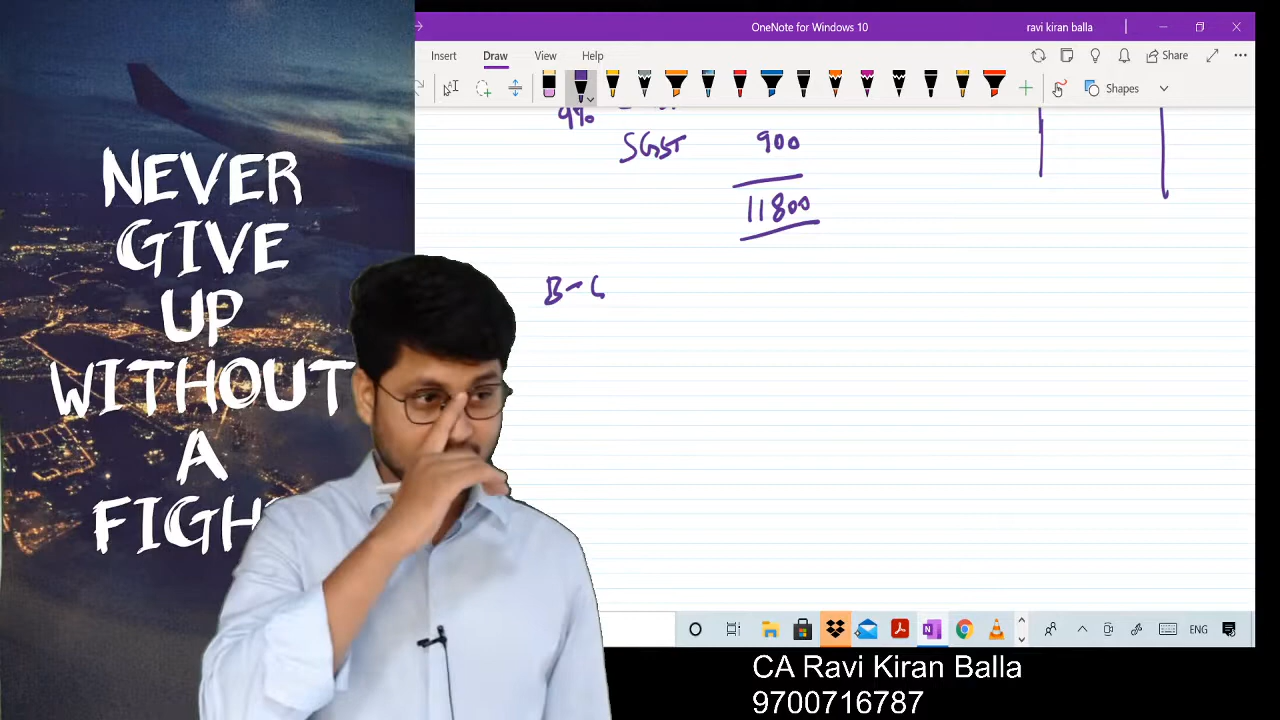 NEVER
GIVE
UP
WITHOUT
A
FIGH
OneNote for Windows 10
ravi kiran balla
Insert Draw View Help
Share
Shapes
9%
SGST 900
11800
B-C
ENG
CA Ravi Kiran Balla
9700716787